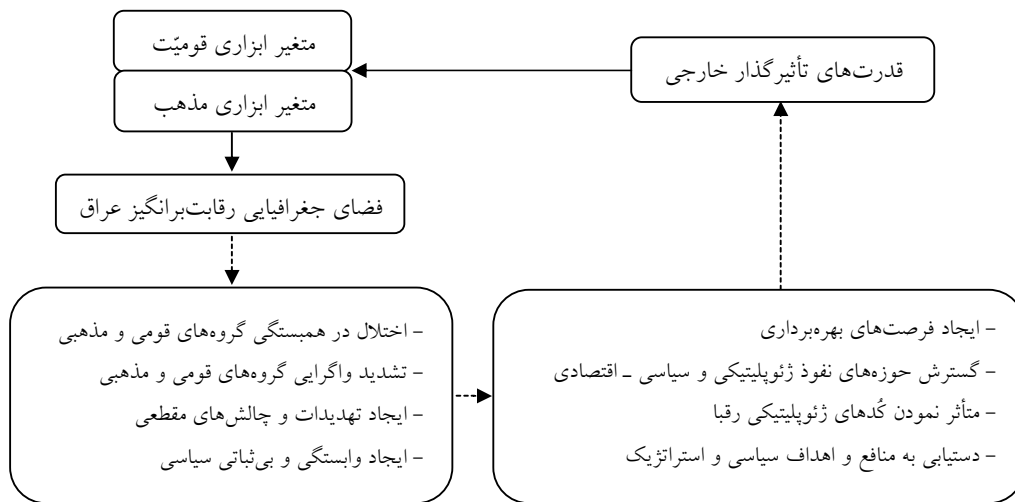 متغیر ابزاری قومیّت
متغیر ابزاری مذهب
قدرت‌های تأثیرگذار خارجی
فضای جغرافیایی رقابت‌برانگیز عراق
- اختلال در همبستگی گروه‌های قومی و مذهبی
- تشدید واگرایی گروه‌های قومی و مذهبی
- ایجاد تهدیدات و چالش‌های مقطعی
- ایجاد وابستگی و بی‌ثباتی سیاسی
- ایجاد فرصت‌های بهره‌برداری
- گسترش حوزه‌های نفوذ ژئوپلیتیکی و سیاسی ـ اقتصادی
- متأثر نمودن کُدهای ژئوپلیتیکی رقبا
- دستیابی به منافع و اهداف سیاسی و استراتژیک